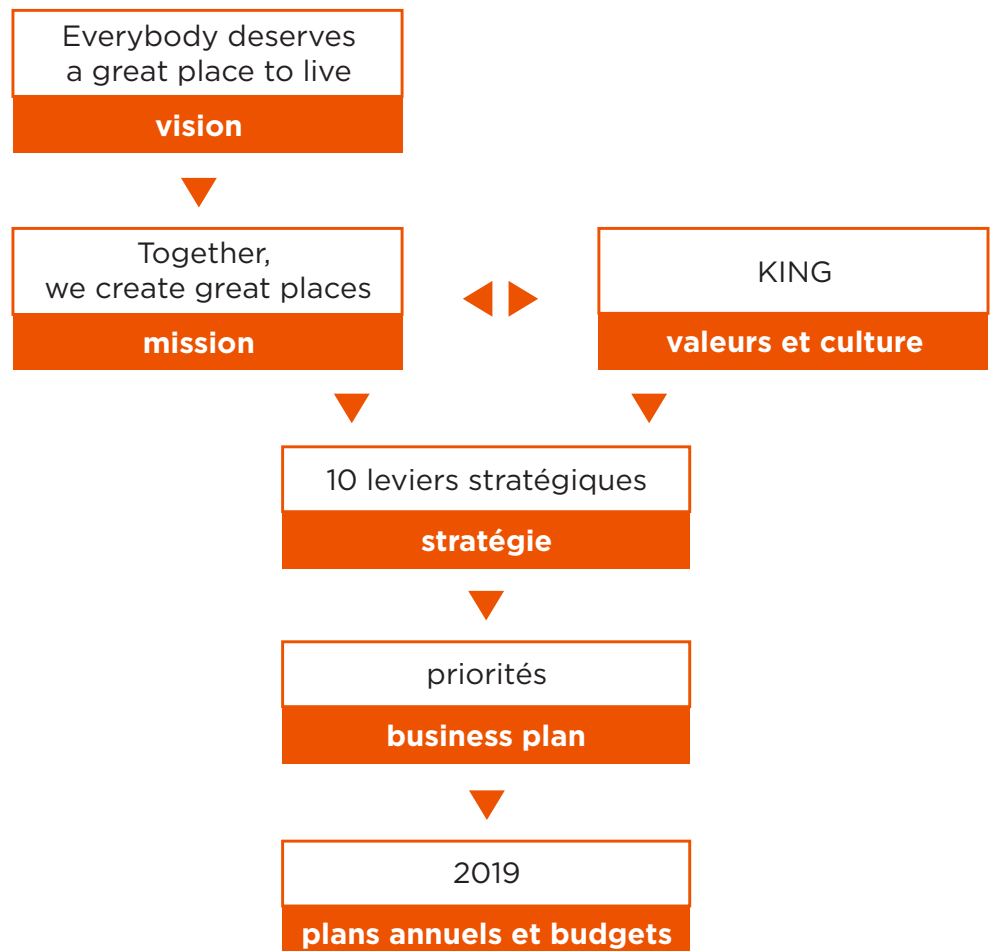 Everybody deserves
a great place to live
vision
Together,
we create great places
mission
KING
valeurs et culture
10 leviers stratégiques
stratégie
priorités
business plan
2019
plans annuels et budgets